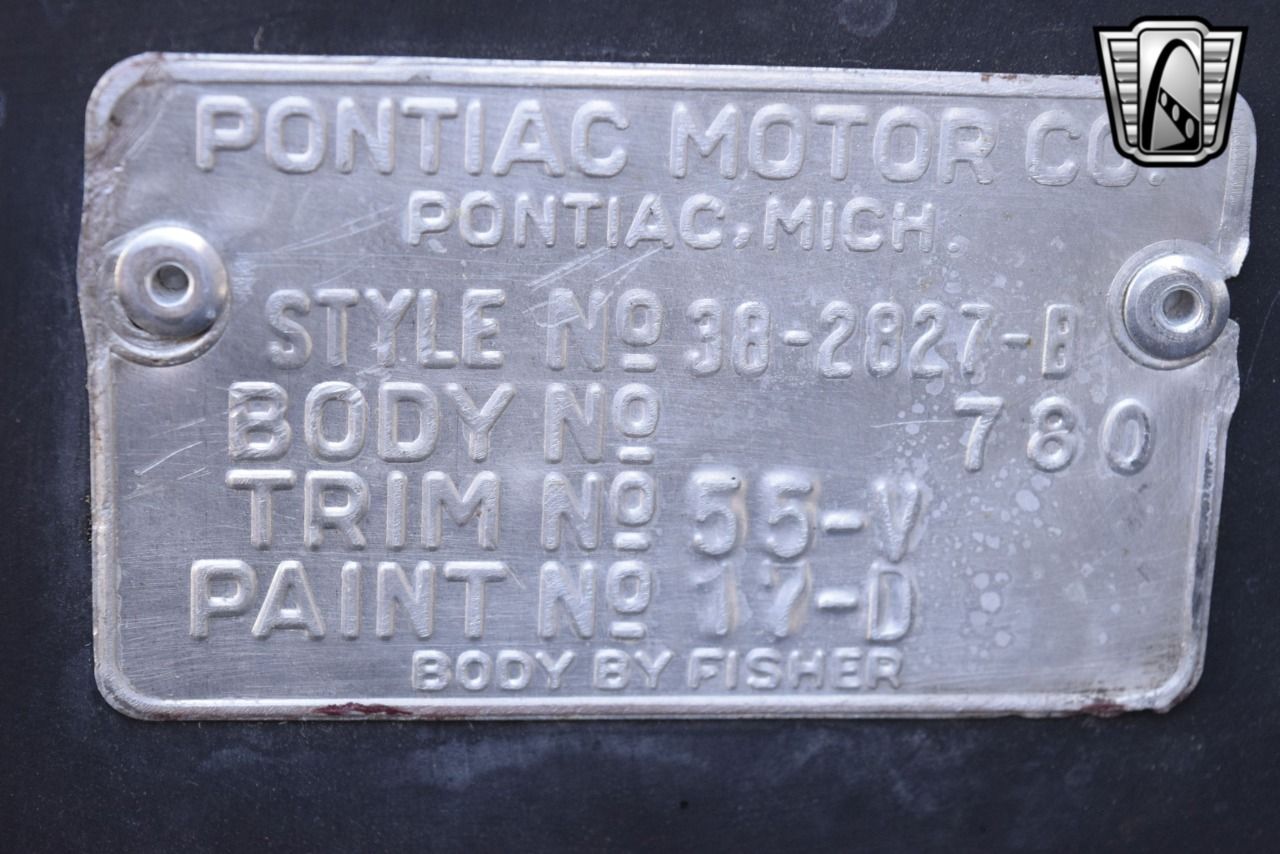 PONTIAC MOTOR CO.
PONTIAC, MICH.
STYLE No 38-2827-B
BODY No 780
TRIM No 55-V
PAINT No 17-D
BODY BY FISHER